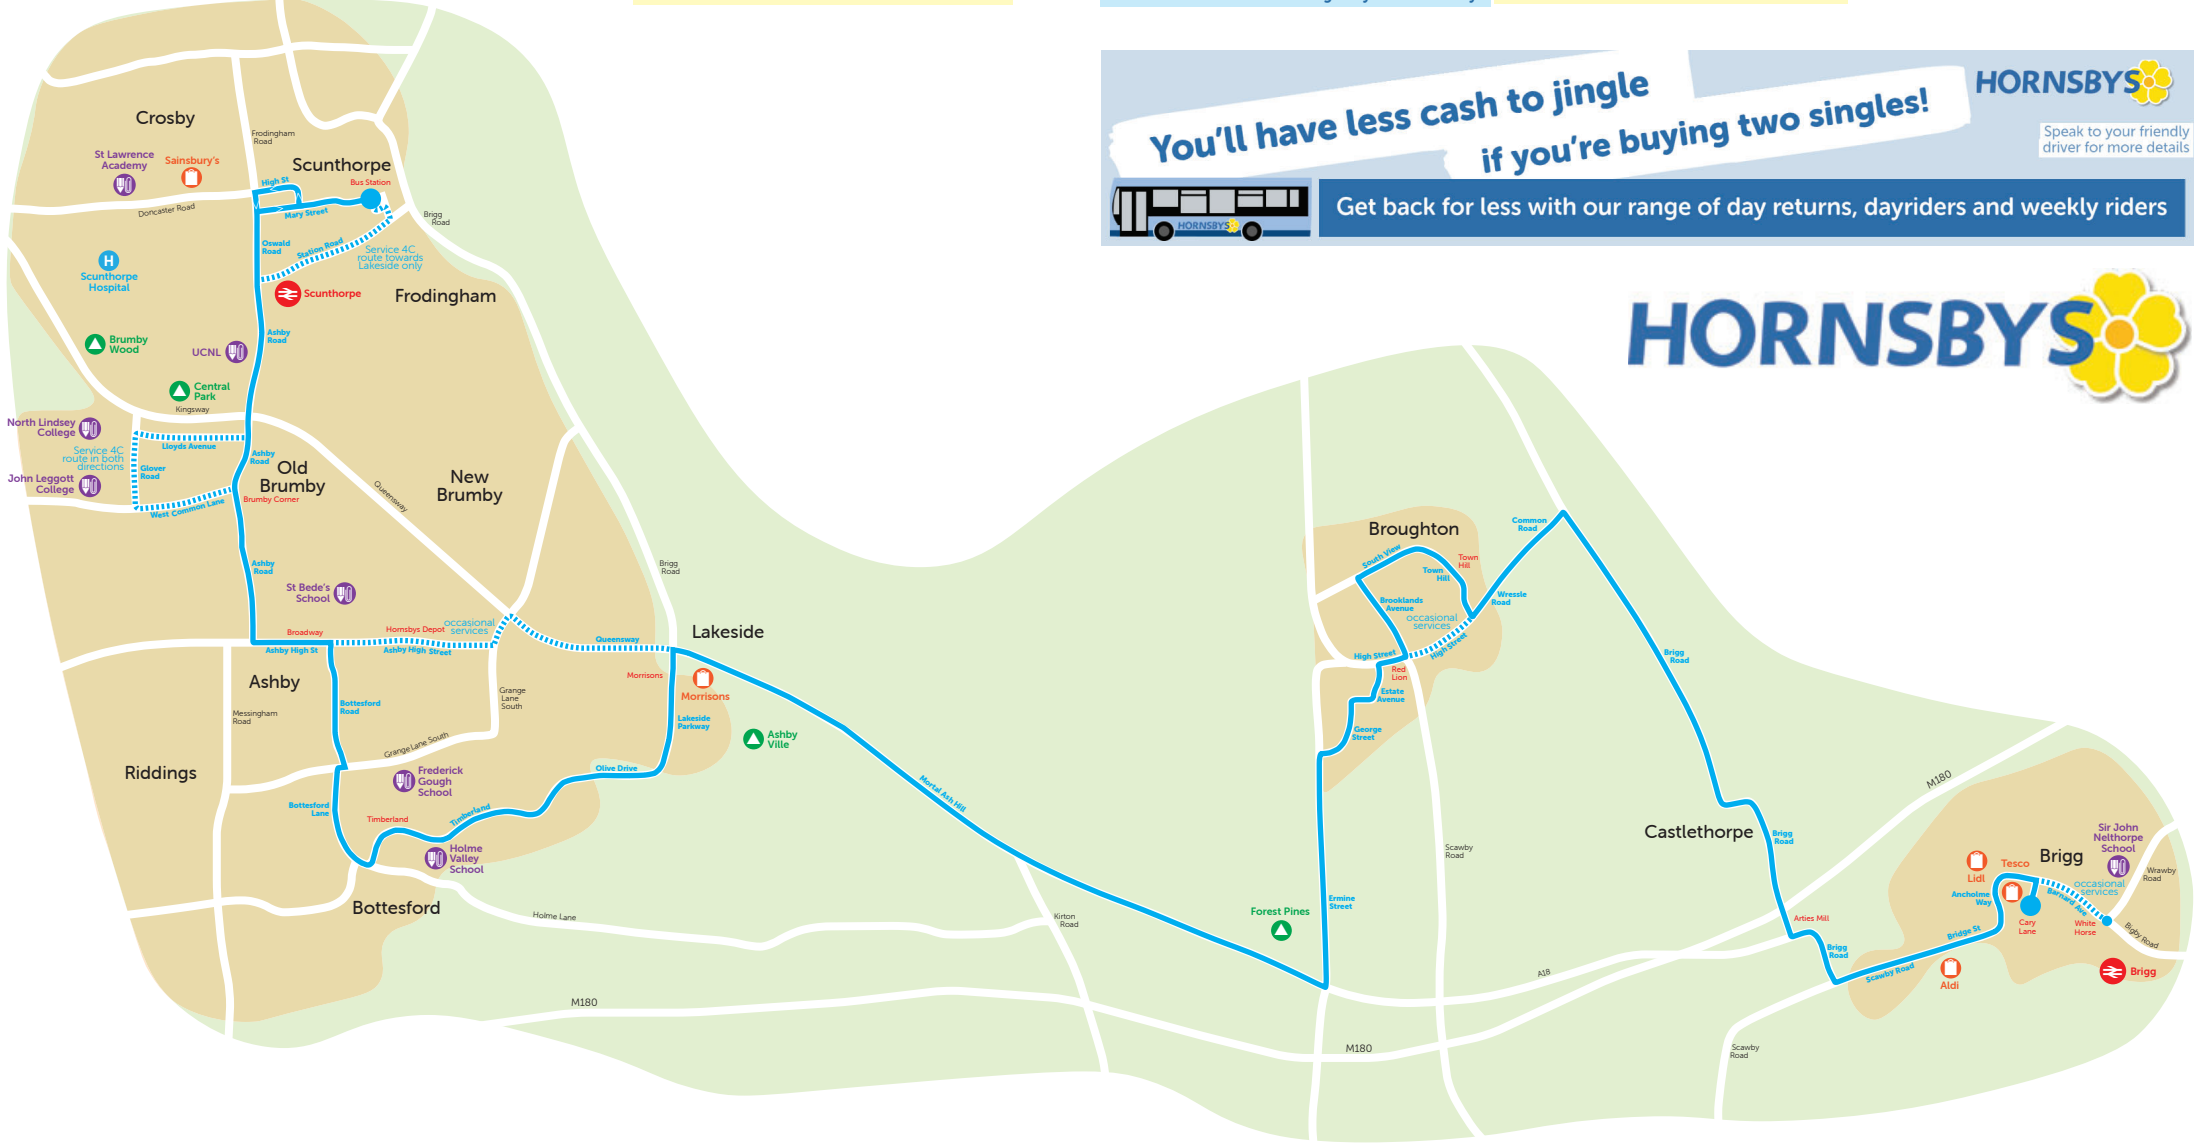 You'll have less cash to jingle
if you're buying two singles!
HORNSBYS
Speak to your friendly
driver for more details
HORNSBYS
Get back for less with our range of day returns, dayriders and weekly riders
HORNSBYS
Crosby
St Lawrence
Academy
Sainsbury's
Frodingham
Road
Scunthorpe
Bus Station
High St
Mary Street
Doncaster Road
Brigg
Road
Oswald
Road
Station Road
Service 4C
route towards
Lakeside only
Scunthorpe
Hospital
Scunthorpe
Frodingham
Brumby
Wood
UCNL
Ashby
Road
Central
Park
Kingsway
North Lindsey
College
Lloyds Avenue
Service 4C
route in both
directions
Glover
Road
Ashby
Road
Old
Brumby
John Leggott
College
West Common Lane
Brumby Corner
Queensway
New
Brumby
Ashby
Road
St Bede's
School
Brigg
Road
Broadway
Hornsbys Depot
occasional
services
Ashby High St
Ashby High Street
Queensway
Lakeside
Morrisons
Morrisons
Ashby
Messingham
Road
Bottesford
Road
Grange
Lane
South
Lakeside
Parkway
Ashby
Ville
Grange Lane South
Riddings
Frederick
Gough
School
Olive Drive
Bottesford
Lane
Timberland
Timberland
Holme
Valley
School
Mortal Ash Hill
Bottesford
Holme Lane
Kirton
Road
M180
Broughton
South View
Town
Hill
Town
Hill
Common
Road
Brooklands
Avenue
occasional
services
Wressle
Road
High Street
High Street
Red
Lion
Estate
Avenue
George
Street
Brigg
Road
Scawby
Road
Castlethorpe
Brigg
Road
Forest Pines
Ermine
Street
A18
M180
M180
Arties Mill
Brigg
Road
Scawby Road
Bridge St
Ancholme
Way
Lidl
Tesco
Brigg
Sir John
Nelthorpe
School
Wrawby
Road
occasional
services
Barnard Ave
Cary
Lane
White
Horse
Bigby Road
Aldi
Brigg
Scawby
Road